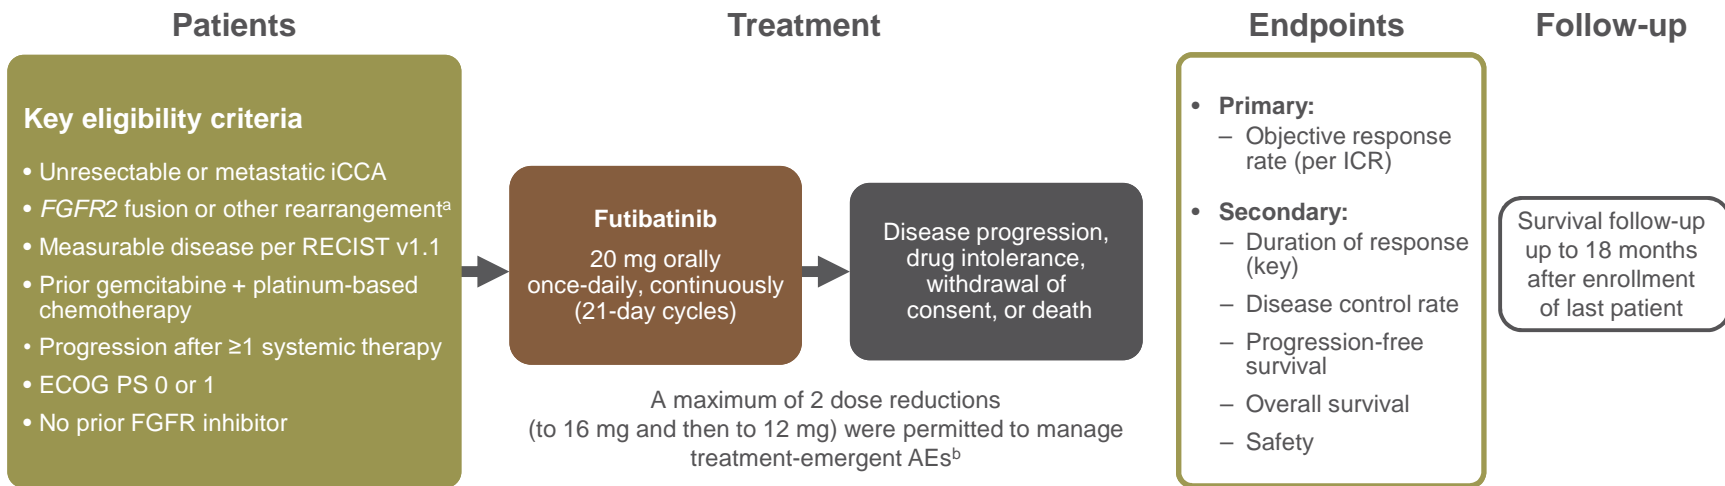 Patients
Key eligibility criteria
• Unresectable or metastatic iCCA
• FGFR2 fusion or other rearrangementᵃ
• Measurable disease per RECIST v1.1
• Prior gemcitabine + platinum-based
chemotherapy
• Progression after ≥1 systemic therapy
• ECOG PS 0 or 1
• No prior FGFR inhibitor
Treatment
Futibatinib
20 mg orally
once-daily, continuously
(21-day cycles)
Disease progression,
drug intolerance,
withdrawal of
consent, or death
A maximum of 2 dose reductions
(to 16 mg and then to 12 mg) were permitted to manage
treatment-emergent AEsᵇ
Endpoints
• Primary:
– Objective response
rate (per ICR)
• Secondary:
– Duration of response
(key)
– Disease control rate
– Progression-free
survival
– Overall survival
– Safety
Follow-up
Survival follow-up
up to 18 months
after enrollment
of last patient